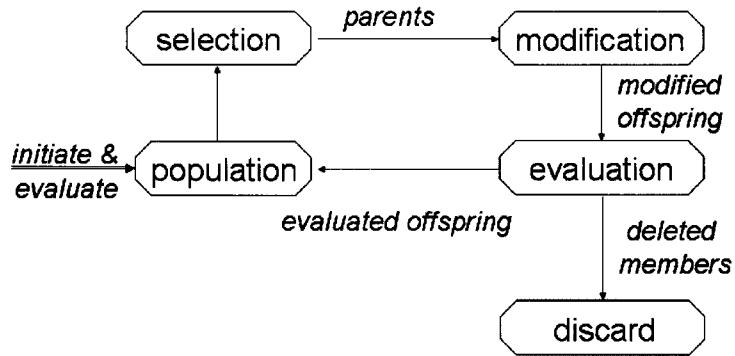 selection
parents
modification
modified
offspring
initiate &
evaluate
population
evaluation
evaluated offspring
deleted
members
discard